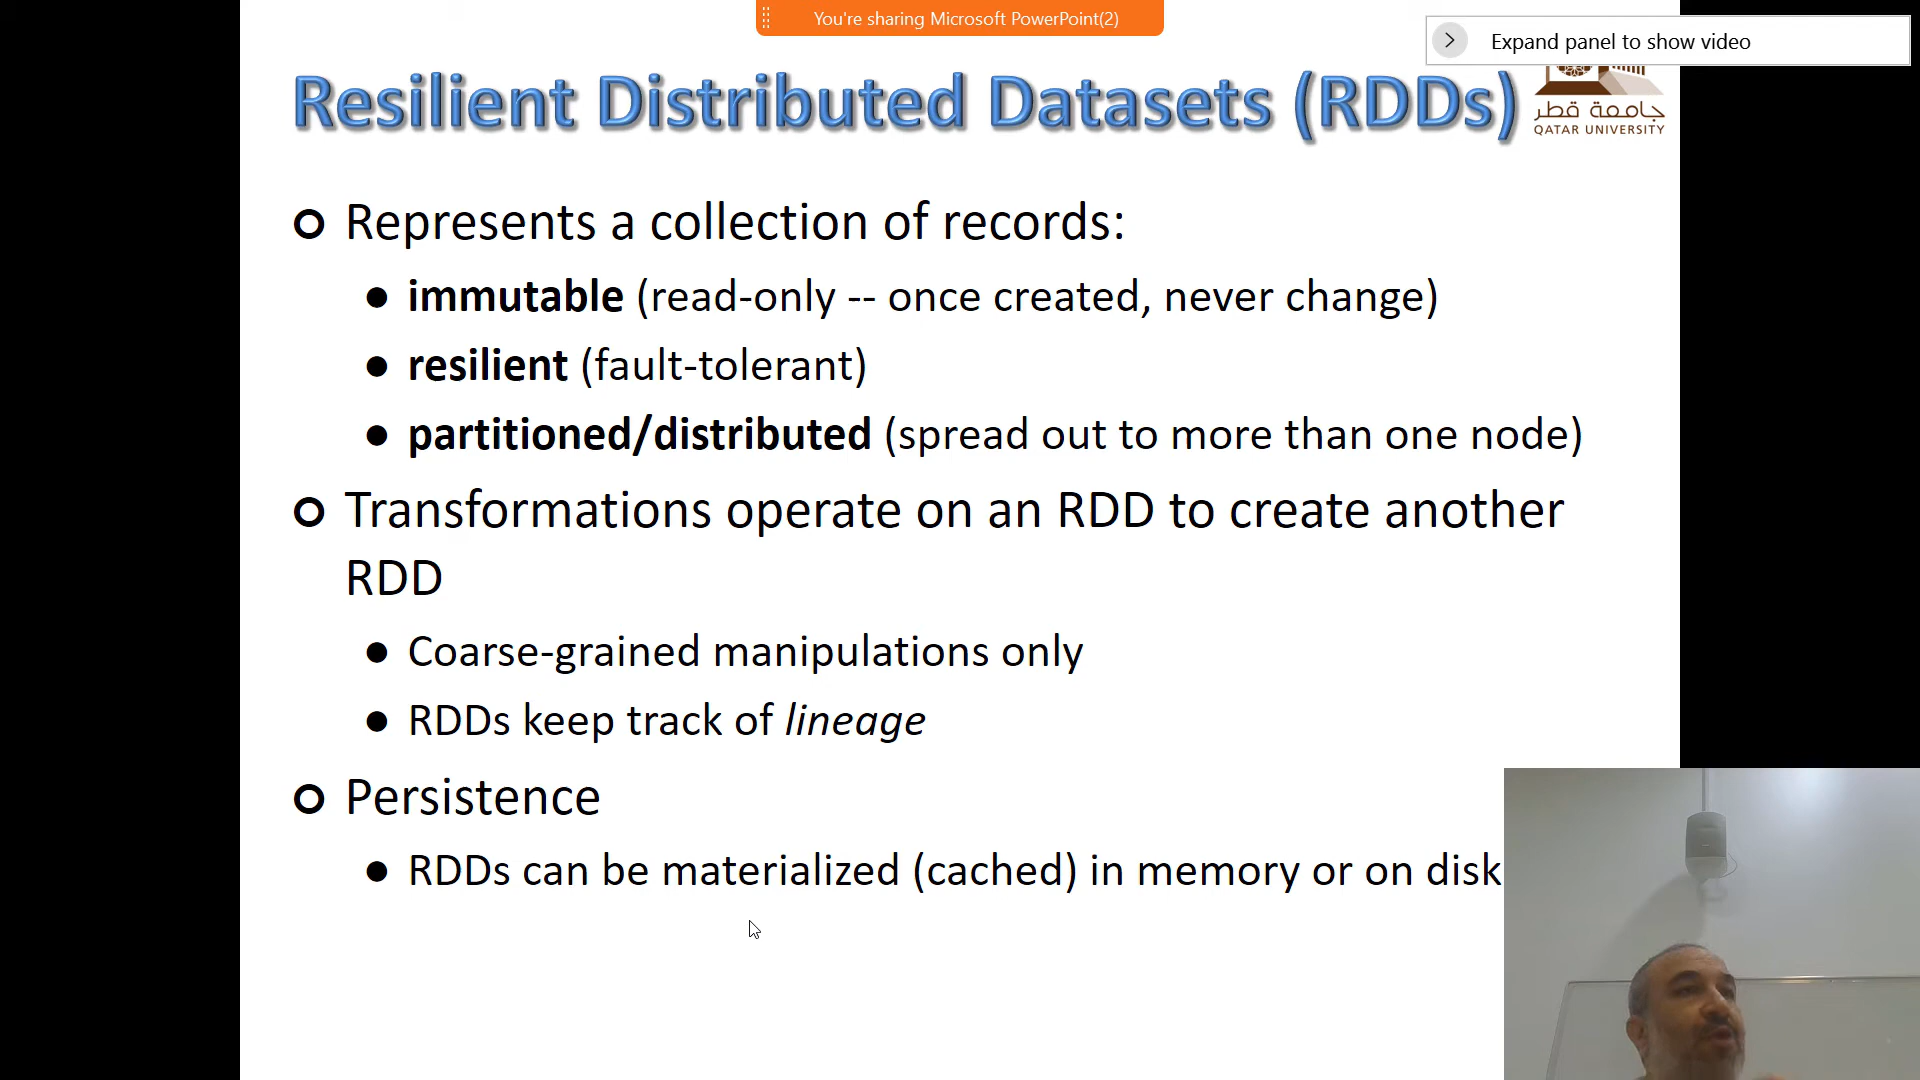 You're sharing Microsoft PowerPoint(2)
Expand panel to show video
Resilient Distributed Datasets (RDDs)
جامعة قطر
QATAR UNIVERSITY
Represents a collection of records:
immutable (read-only -- once created, never change)
resilient (fault-tolerant)
partitioned/distributed (spread out to more than one node)
Transformations operate on an RDD to create another
RDD
Coarse-grained manipulations only
RDDs keep track of lineage
Persistence
RDDs can be materialized (cached) in memory or on disk